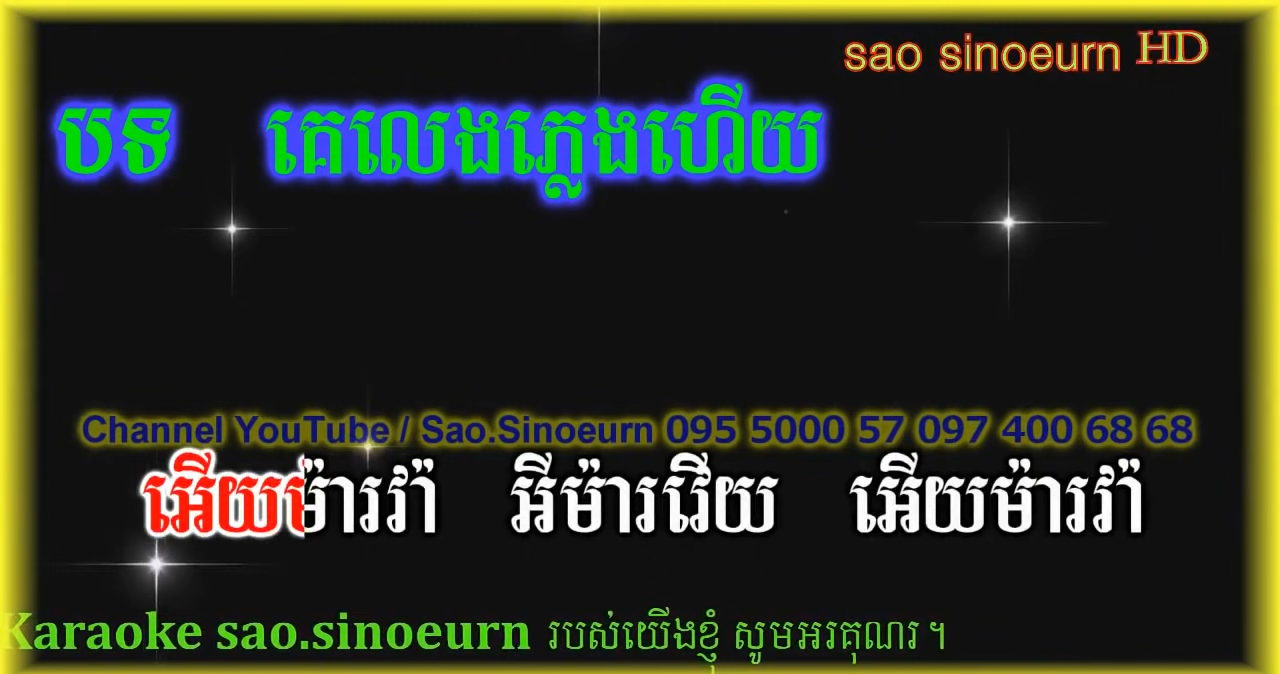 sao sinoeurn HD
បទ គេលេងភ្លេងហើយ
Channel YouTube / Sao.Sinoeurn 095 5000 57 097 400 68 68
អើយម៉ារវ៉ា អីម៉ារវើយ អើយម៉ារវ៉ា
Karaoke sao.sinoeurn របស់យើងខ្ញុំ សូមអរគុណរ ។